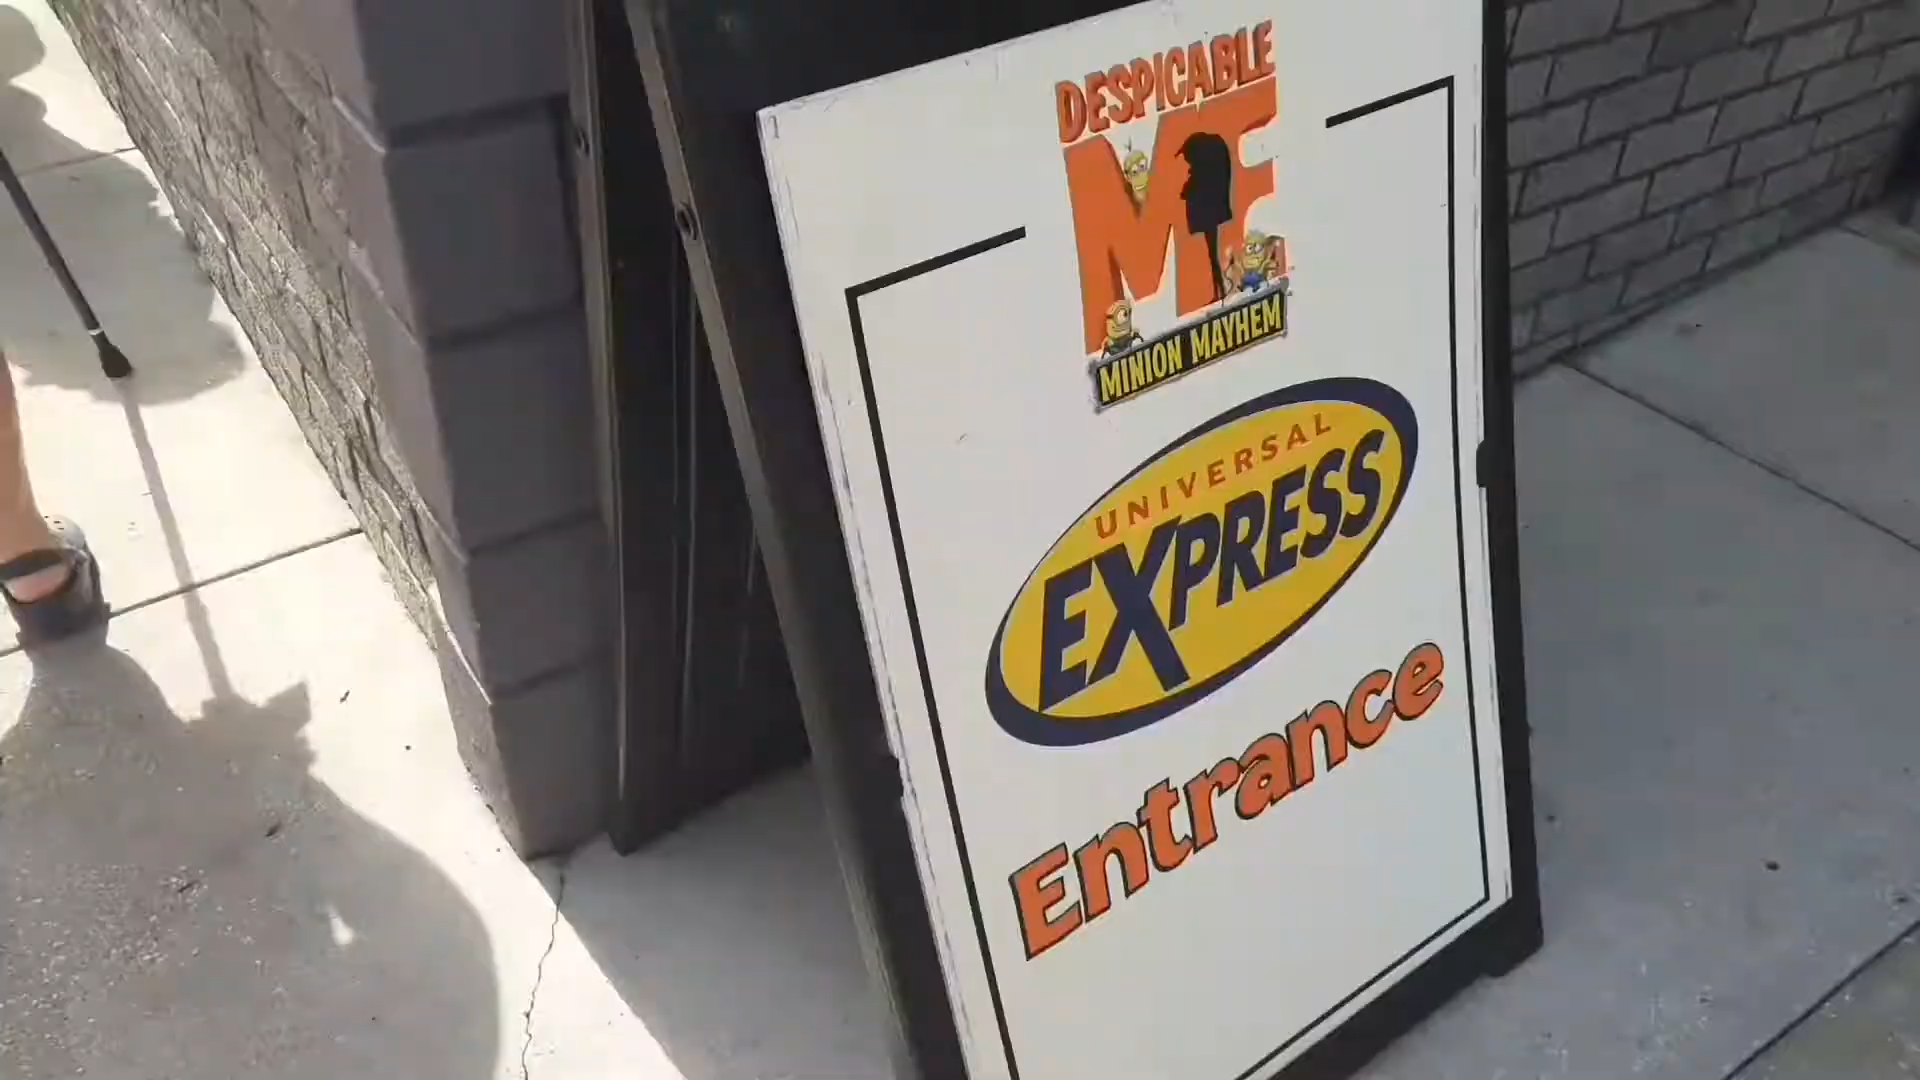 DESPICABLE
ME
MINION MAYHEM
UNIVERSAL
EXPRESS
Entrance